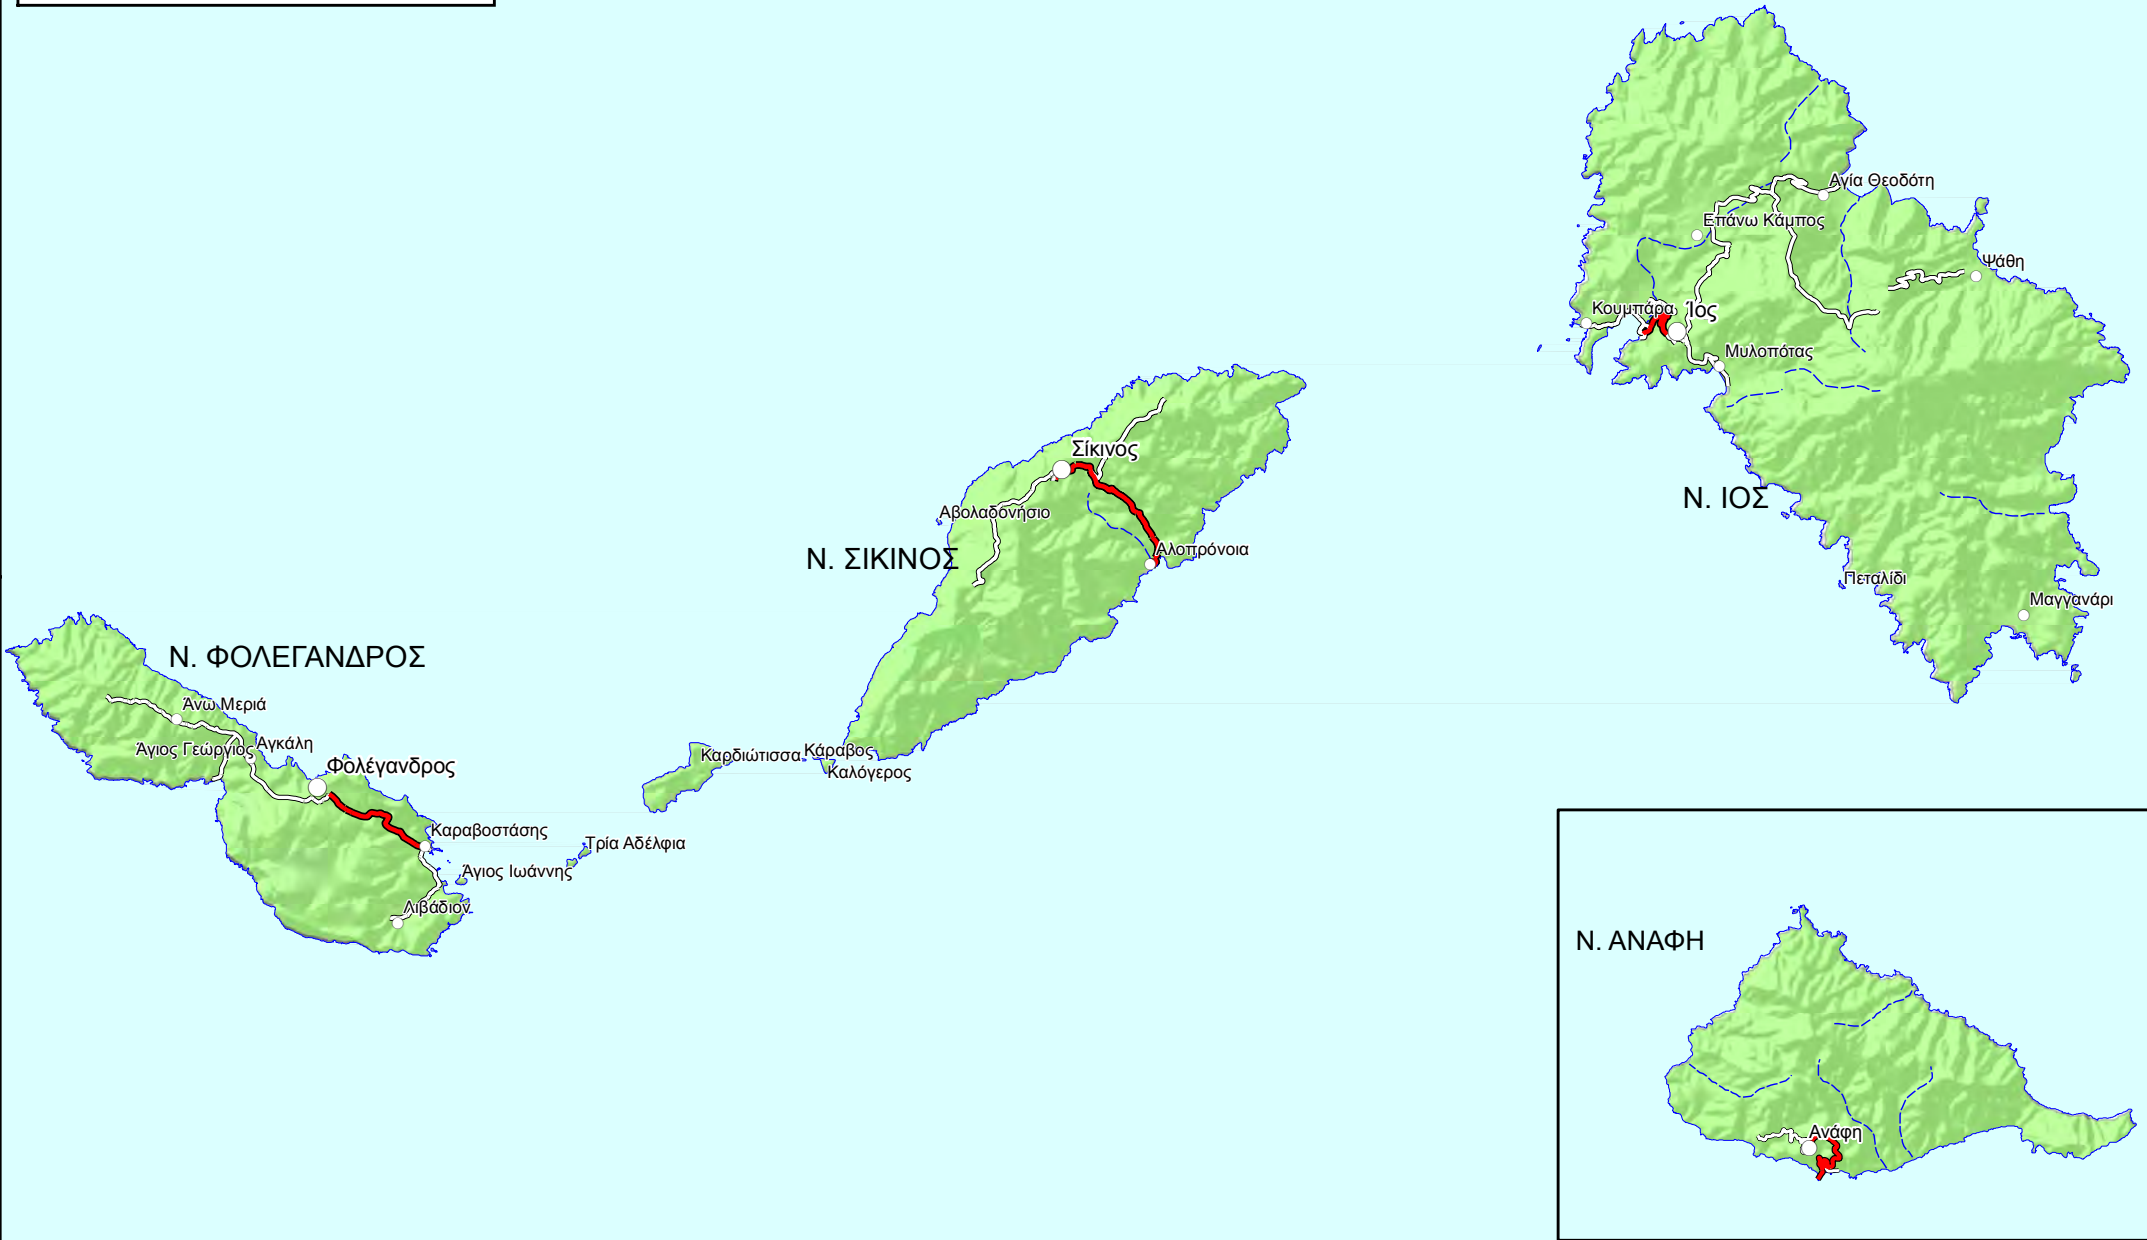 Αγία Θεοδότη
Επάνω Κάμπος
Ψάθη
Κουμπάρα
Ίος
Μυλοπότας
Σίκινος
Ν. ΙΟΣ
Αβολαδονήσιο
Αλοπρόνοια
Ν. ΣΙΚΙΝΟΣ
Πεταλίδι
Μαγγανάρι
Ν. ΦΟΛΕΓΑΝΔΡΟΣ
Άνω Μεριά
Άγιος Γεώργιος
Αγκάλη
Καρδιώτισσα
Κάραβος
Καλόγερος
Φολέγανδρος
Καραβοστάσης
Τρία Αδέλφια
Άγιος Ιωάννης
Λιβάδιον
Ν. ΑΝΑΦΗ
Ανάφη